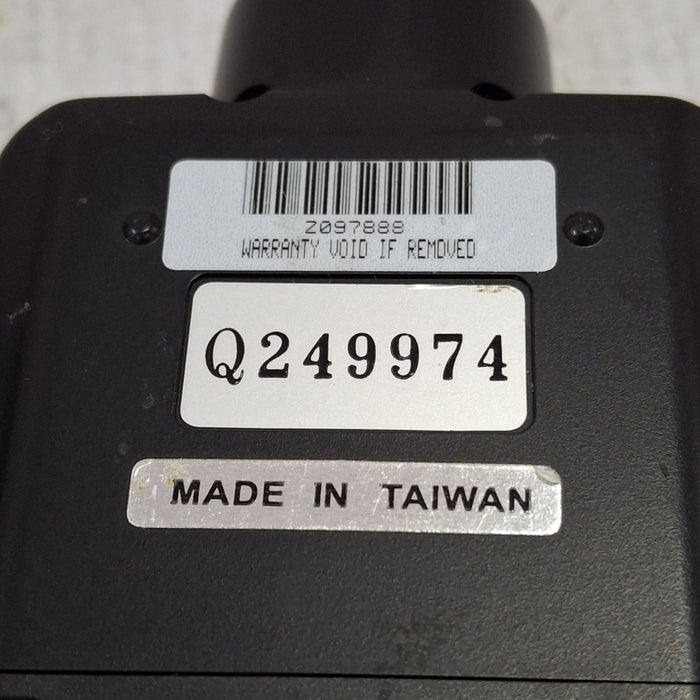 Z097888
WARRANTY VOID IF REMOVED
Q249974
MADE IN TAIWAN